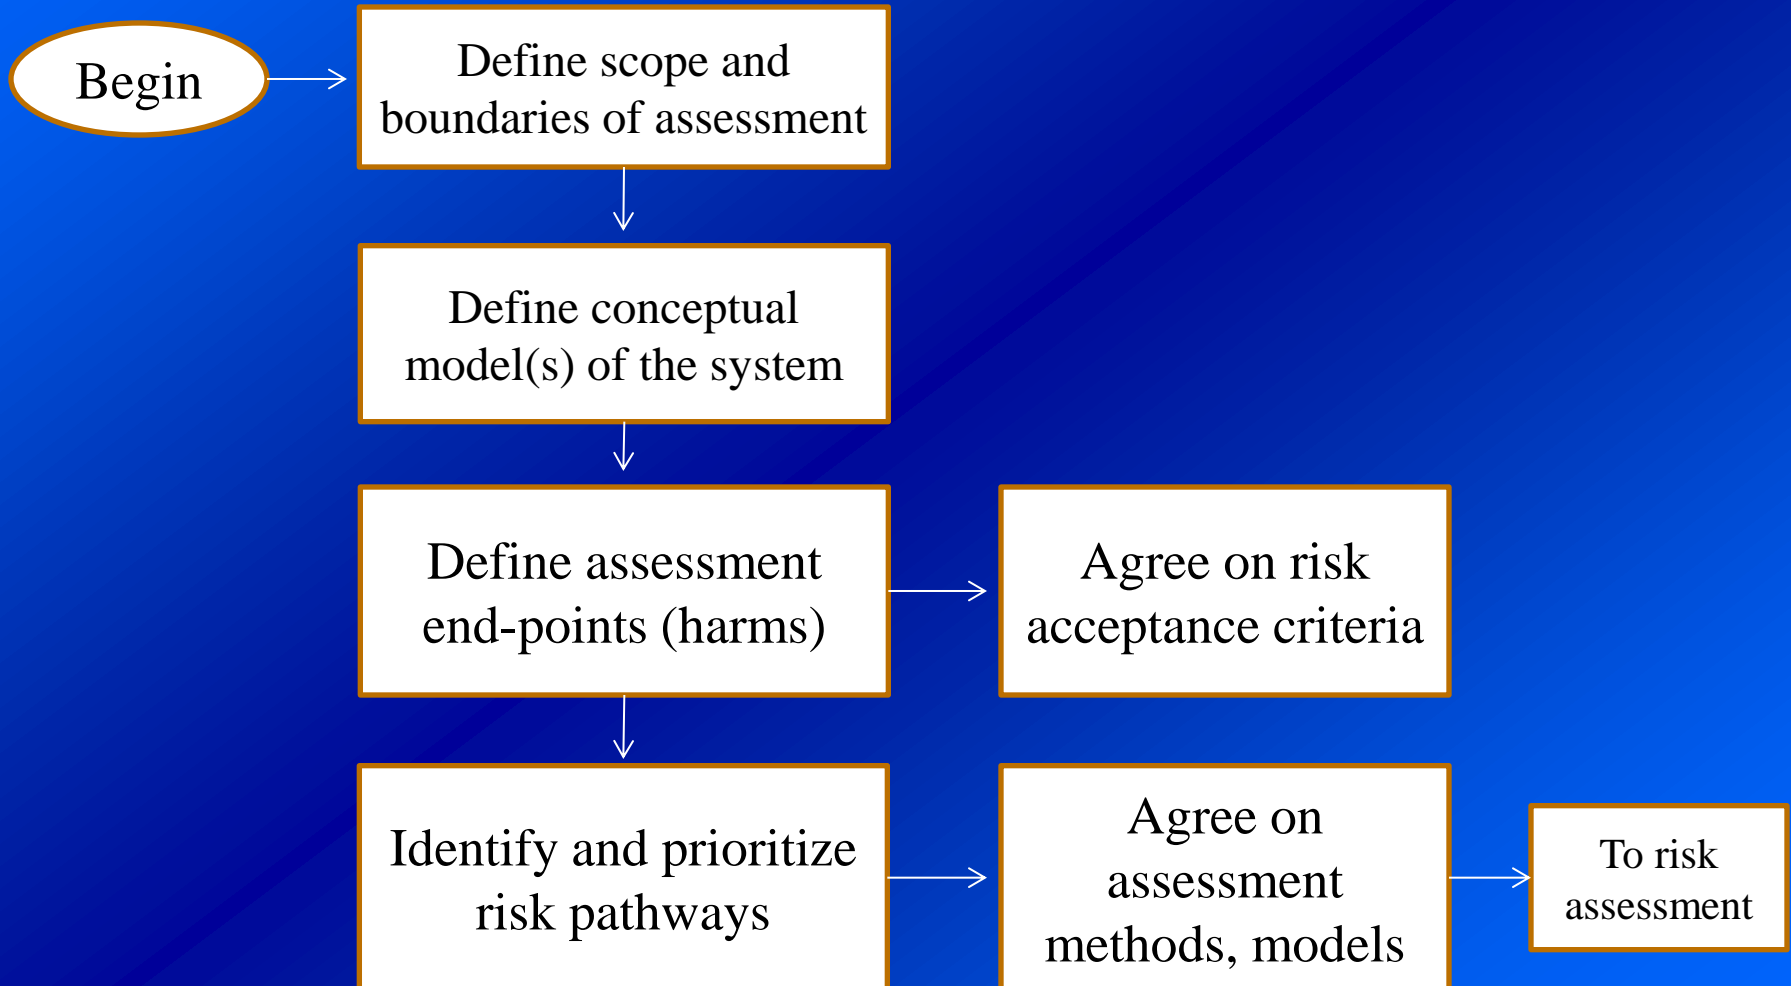 Begin
Define scope and
boundaries of assessment
Define conceptual
model(s) of the system
Define assessment
end-points (harms)
Agree on risk
acceptance criteria
Identify and prioritize
risk pathways
Agree on
assessment
methods, models
To risk
assessment